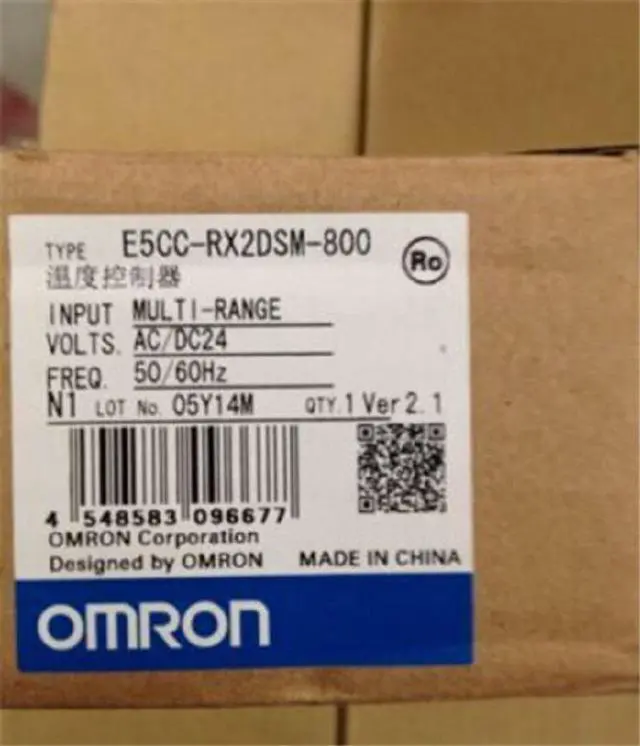 TYPE E5CC-RX2DSM-800
Ro
温度控制器
INPUT MULTI-RANGE
VOLTS. AC/DC24
FREQ. 50/60Hz
N1 LOT No. 05Y14M QTY.1 Ver2.1
4 548583 096677
OMRON Corporation
Designed by OMRON MADE IN CHINA
OMRON